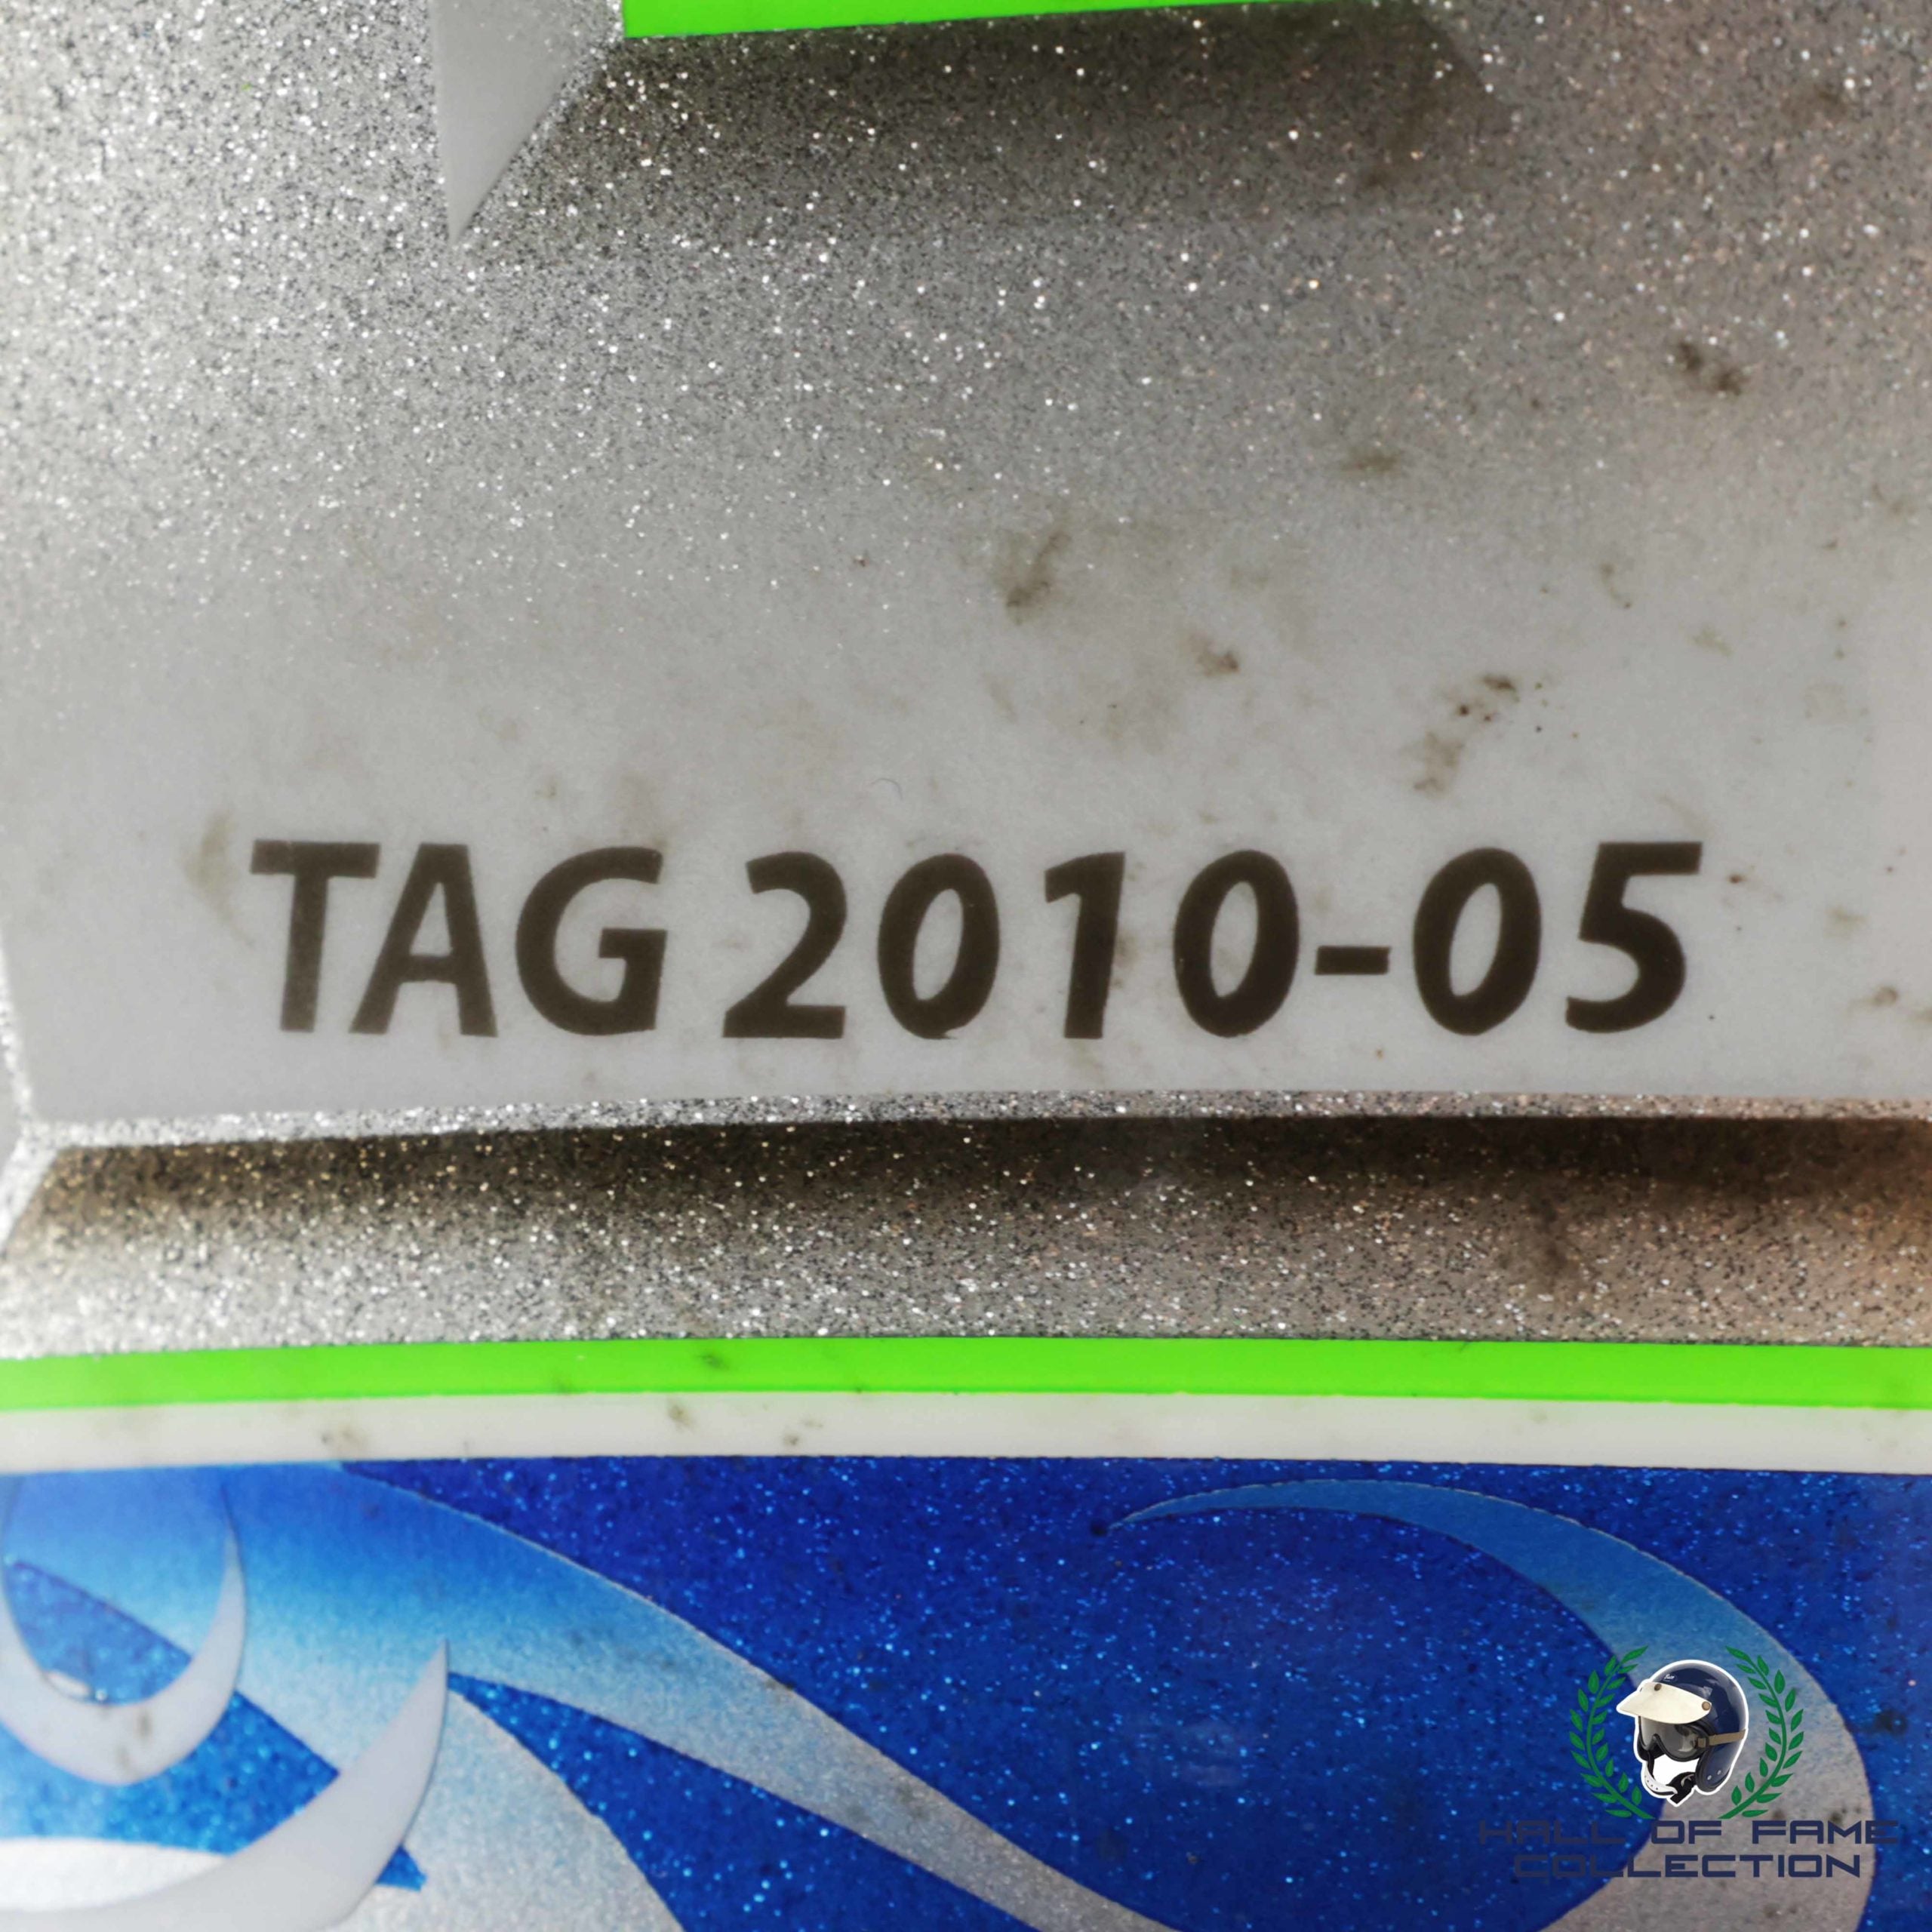 TAG 2010-05
HALL OF FAME
COLLECTION